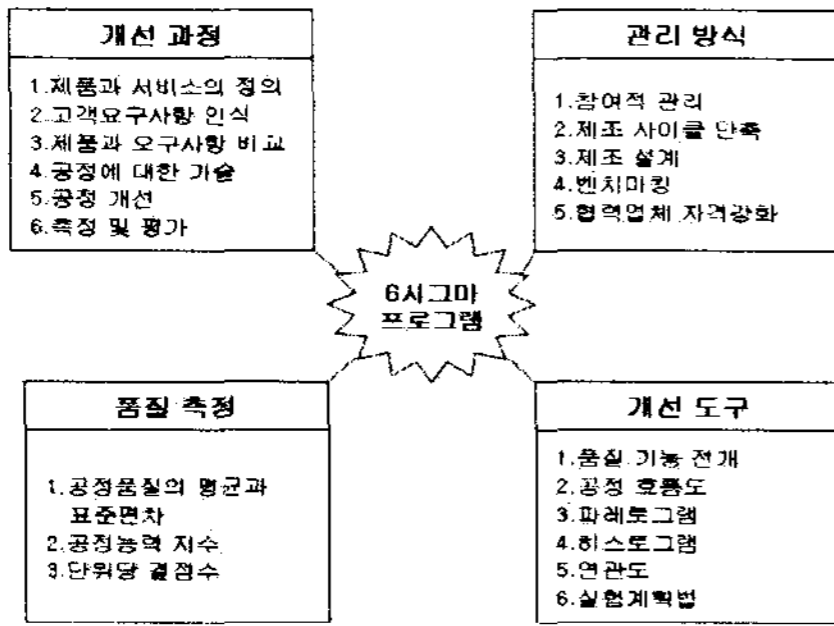 개선 과정
1.제품과 서비스의 정의
2.고객요구사항 인식
3.제품과 요구사항 비교
4.공정에 대한 기술
5.공정 개선
6.측정 및 평가
관리 방식
1.참여적 관리
2.제조 사이클 단축
3.제조 설계
4.벤치마킹
5.협력업체 자격강화
6시그마
프로그램
품질 측정
1.공정품질의 평균과
표준편차
2.공정능력 지수
3.단위당 결점수
개선 도구
1.품질 기능 전개
2.공정 흐름도
3.파레토그램
4.히스토그램
5.연관도
6.실험계획법